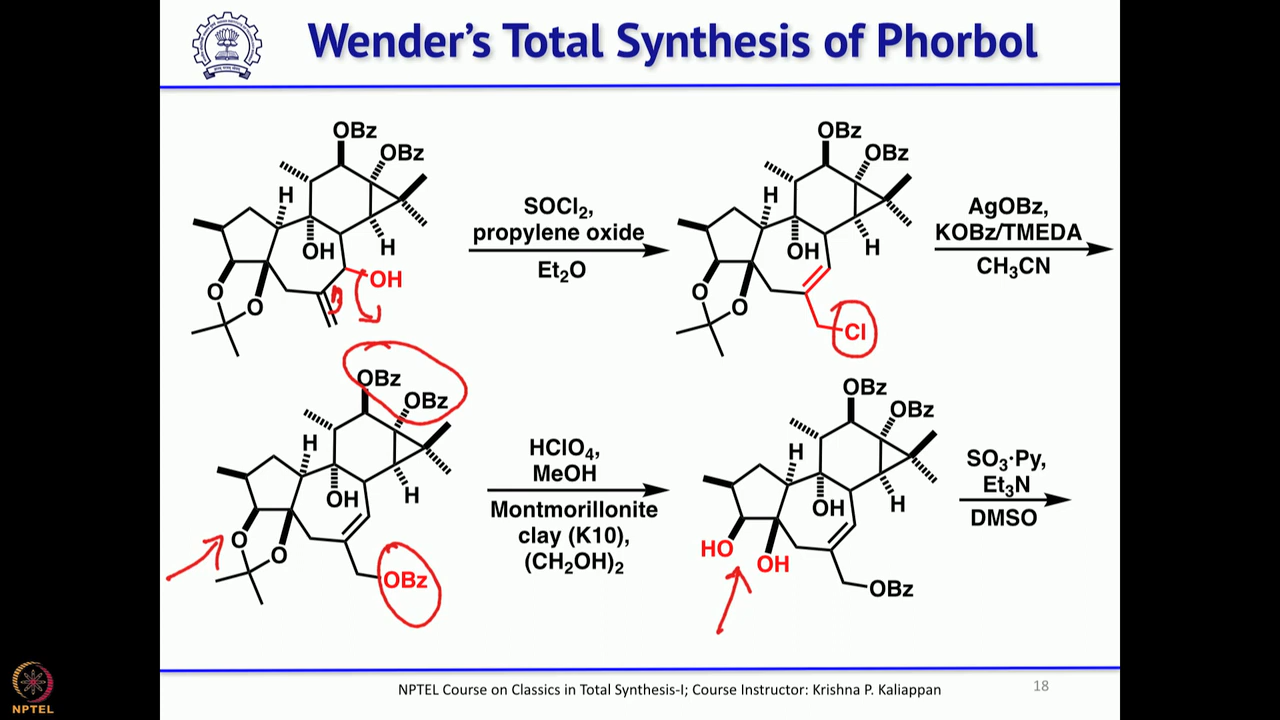 Wender's Total Synthesis of Phorbol
OBz
OBz
H
OH
H
OH
O
O
SOCl2,
propylene oxide
Et2O
OBz
OBz
H
OH
H
O
O
Cl
AgOBz,
KOBz/TMEDA
CH3CN
OBz
OBz
H
OH
H
O
O
OBz
HClO4,
MeOH
Montmorillonite
clay (K10),
(CH2OH)2
OBz
OBz
H
OH
H
HO
OH
OBz
SO3·Py,
Et3N
DMSO
NPTEL
NPTEL Course on Classics in Total Synthesis-I; Course Instructor: Krishna P. Kaliappan
18